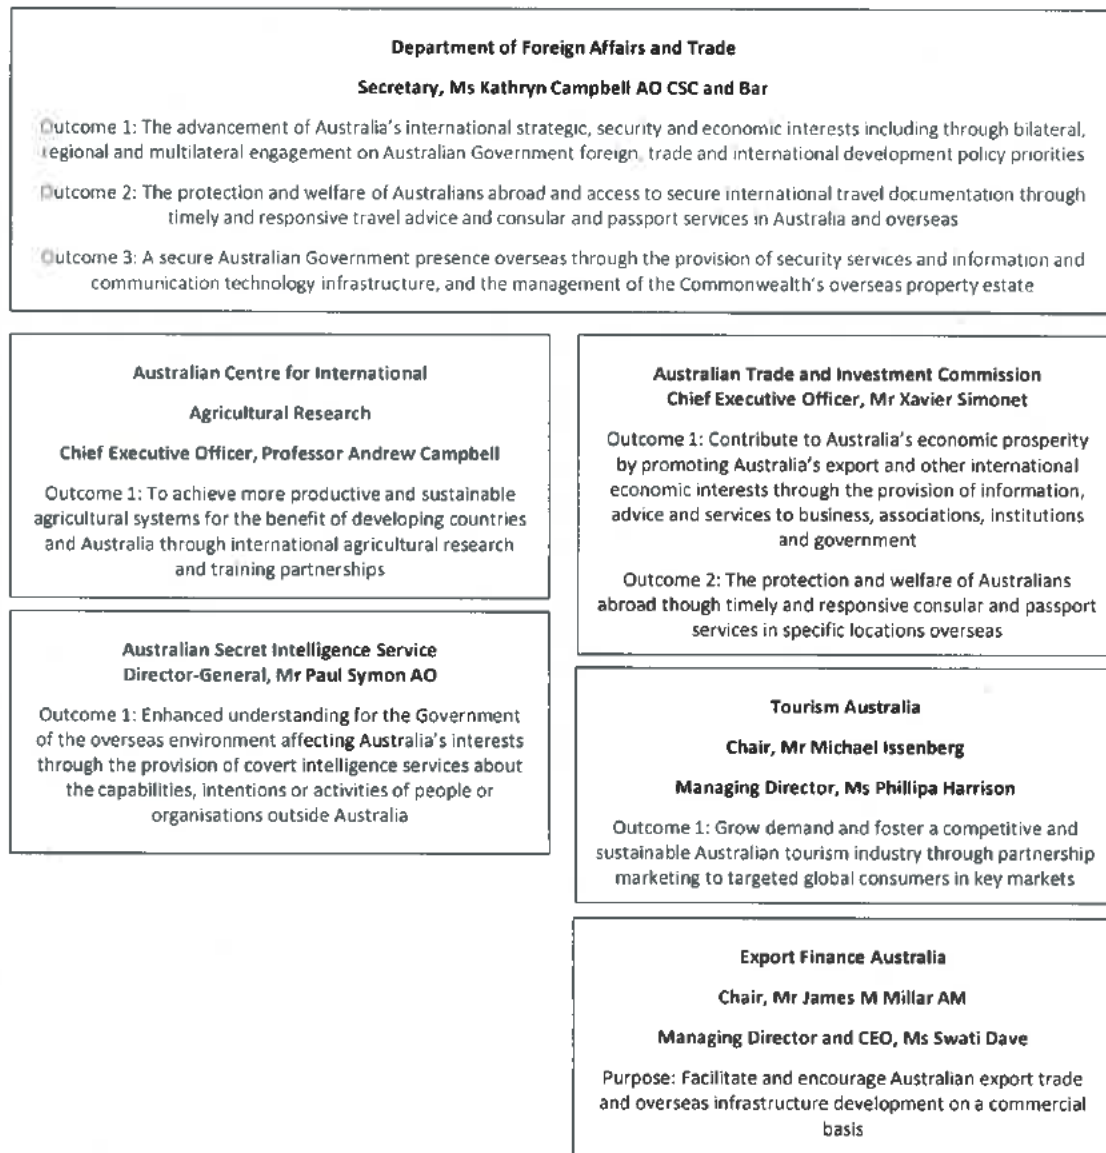 Department of Foreign Affairs and Trade
Secretary, Ms Kathryn Campbell AO CSC and Bar
Outcome 1: The advancement of Australia's international strategic, security and economic interests including through bilateral,
regional and multilateral engagement on Australian Government foreign, trade and international development policy priorities
Outcome 2: The protection and welfare of Australians abroad and access to secure international travel documentation through
timely and responsive travel advice and consular and passport services in Australia and overseas
Outcome 3: A secure Australian Government presence overseas through the provision of security services and information and
communication technology infrastructure, and the management of the Commonwealth's overseas property estate
Australian Centre for International
Agricultural Research
Chief Executive Officer, Professor Andrew Campbell
Outcome 1: To achieve more productive and sustainable
agricultural systems for the benefit of developing countries
and Australia through international agricultural research
and training partnerships
Australian Secret Intelligence Service
Director-General, Mr Paul Symon AO
Outcome 1: Enhanced understanding for the Government
of the overseas environment affecting Australia's interests
through the provision of covert intelligence services about
the capabilities, intentions or activities of people or
organisations outside Australia
Australian Trade and Investment Commission
Chief Executive Officer, Mr Xavier Simonet
Outcome 1: Contribute to Australia's economic prosperity
by promoting Australia's export and other international
economic interests through the provision of information,
advice and services to business, associations, institutions
and government
Outcome 2: The protection and welfare of Australians
abroad though timely and responsive consular and passport
services in specific locations overseas
Tourism Australia
Chair, Mr Michael Issenberg
Managing Director, Ms Phillipa Harrison
Outcome 1: Grow demand and foster a competitive and
sustainable Australian tourism industry through partnership
marketing to targeted global consumers in key markets
Export Finance Australia
Chair, Mr James M Millar AM
Managing Director and CEO, Ms Swati Dave
Purpose: Facilitate and encourage Australian export trade
and overseas infrastructure development on a commercial
basis